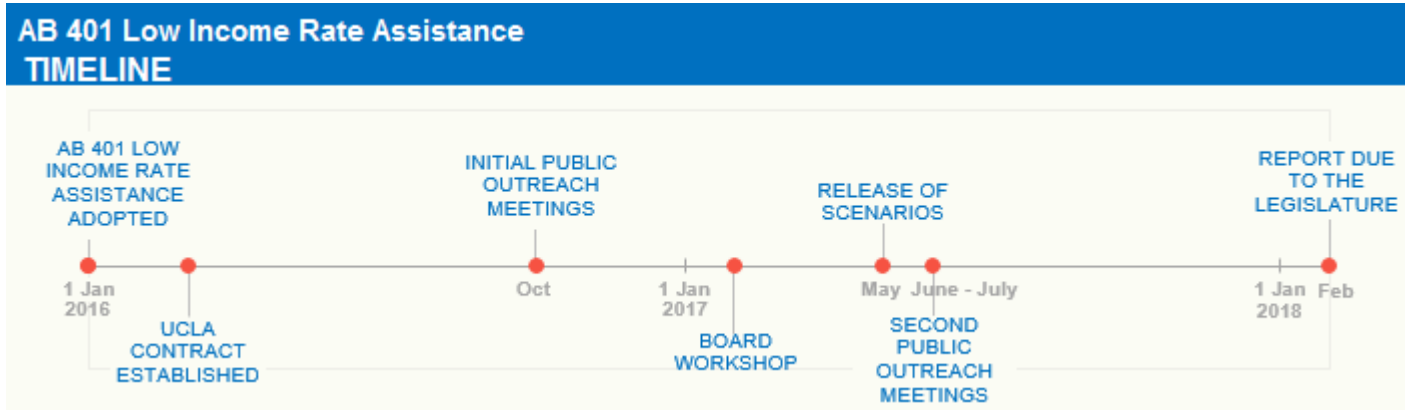 AB 401 Low Income Rate Assistance
TIMELINE
AB 401 LOW
INCOME RATE
ASSISTANCE
ADOPTED
INITIAL PUBLIC
OUTREACH
MEETINGS
RELEASE OF
SCENARIOS
REPORT DUE
TO THE
LEGISLATURE
1 Jan
2016
Oct
1 Jan
2017
May
June - July
1 Jan
2018
Feb
UCLA
CONTRACT
ESTABLISHED
BOARD
WORKSHOP
SECOND
PUBLIC
OUTREACH
MEETINGS